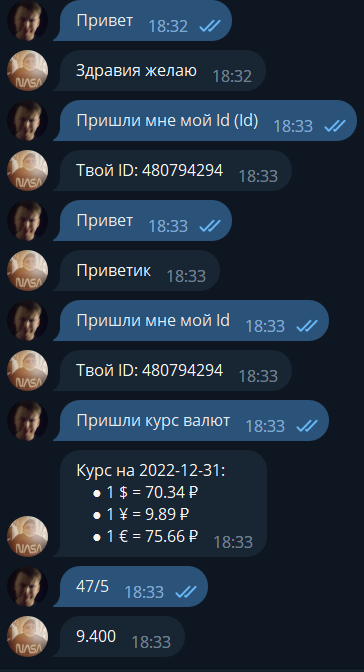 Привет 18:32
Здравия желаю 18:32
Пришли мне мой Id (Id) 18:33
Твой ID: 480794294 18:33
Привет 18:33
Приветик 18:33
Пришли мне мой Id 18:33
Твой ID: 480794294 18:33
Пришли курс валют 18:33
Курс на 2022-12-31:
● 1 $ = 70.34 ₽
● 1 ¥ = 9.89 ₽
● 1 € = 75.66 ₽ 18:33
47/5 18:33
9.400 18:33